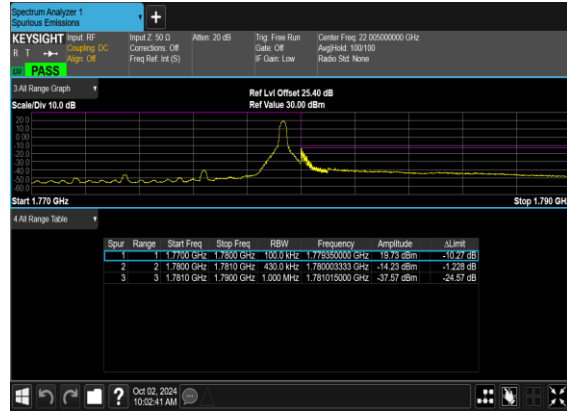 Spectrum Analyzer 1
Spurious Emissions
+
KEYSIGHT Input: RF Input Z: 50 Ω Atten: 20 dB Trig: Free Run Center Freq: 22.005000000 GHz
R T Coupling: DC Corrections: Off Gate: Off Avg|Hold: 100/100
Align: Off Freq Ref: Int (S) IF Gain: Low Radio Std: None
PASS
3 All Range Graph
Ref Lvl Offset 25.40 dB
Scale/Div 10.0 dB Ref Value 30.00 dBm
20.0
10.0
0.00
-10.0
-20.0
-30.0
-40.0
-50.0
-60.0
Start 1.770 GHz Stop 1.790 GH
4 All Range Table
Spur Range Start Freq Stop Freq RBW Frequency Amplitude ΔLimit
1 1 1.7700 GHz 1.7800 GHz 100.0 kHz 1.779350000 GHz 19.73 dBm -10.27 dB
2 2 1.7800 GHz 1.7810 GHz 430.0 kHz 1.780003333 GHz -14.23 dBm -1.228 dB
3 3 1.7810 GHz 1.7900 GHz 1.000 MHz 1.781015000 GHz -37.57 dBm -24.57 dB
? Oct 02, 2024
10:02:41 AM